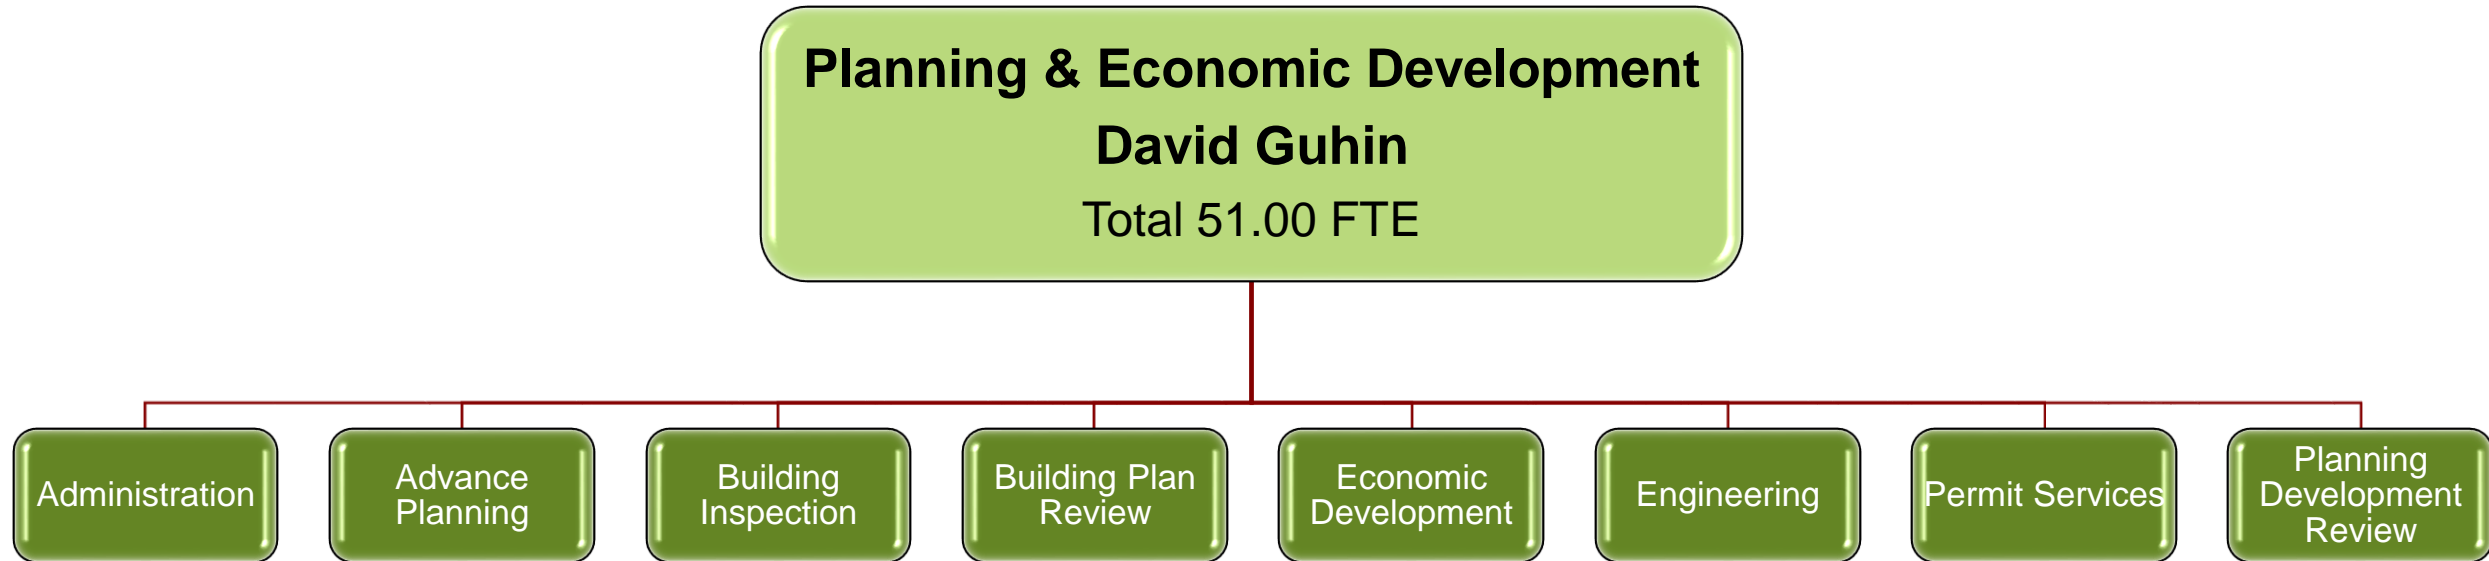 Planning & Economic Development
David Guhin
Total 51.00 FTE
Administration
Advance
Planning
Building
Inspection
Building Plan
Review
Economic
Development
Engineering
Permit Services
Planning
Development
Review